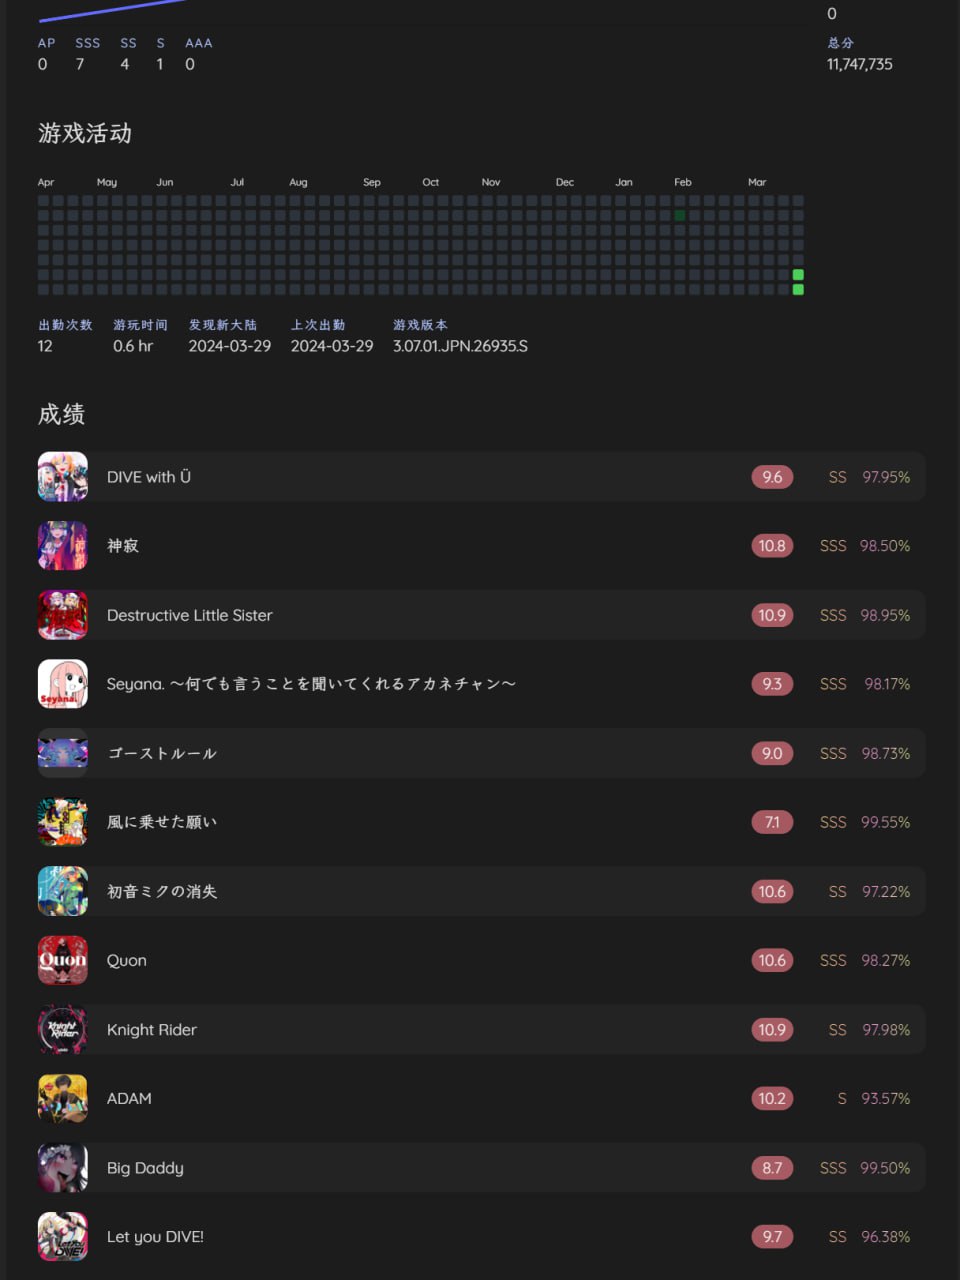 0
AP SSS SS S AAA 总分
0 7 4 1 0 11,747,735
游戏活动
Apr May Jun Jul Aug Sep Oct Nov Dec Jan Feb Mar
出勤次数 游玩时间 发现新大陆 上次出勤 游戏版本
12 0.6 hr 2024-03-29 2024-03-29 3.07.01.JPN.26935.S
成绩
DIVE with Ü 9.6 SS 97.95%
神寂 10.8 SSS 98.50%
Destructive Little Sister 10.9 SSS 98.95%
Seyana.
Seyana. ～何でも言うことを聞いてくれるアカネチャン～ 9.3 SSS 98.17%
ゴーストルール 9.0 SSS 98.73%
風に乗せた願い 7.1 SSS 99.55%
初音ミクの消失 10.6 SS 97.22%
Quon
Quon 10.6 SSS 98.27%
Knight Rider
Knight Rider 10.9 SS 97.98%
ADAM 10.2 S 93.57%
Big Daddy 8.7 SSS 99.50%
Let you DIVE!
Let you DIVE! 9.7 SS 96.38%